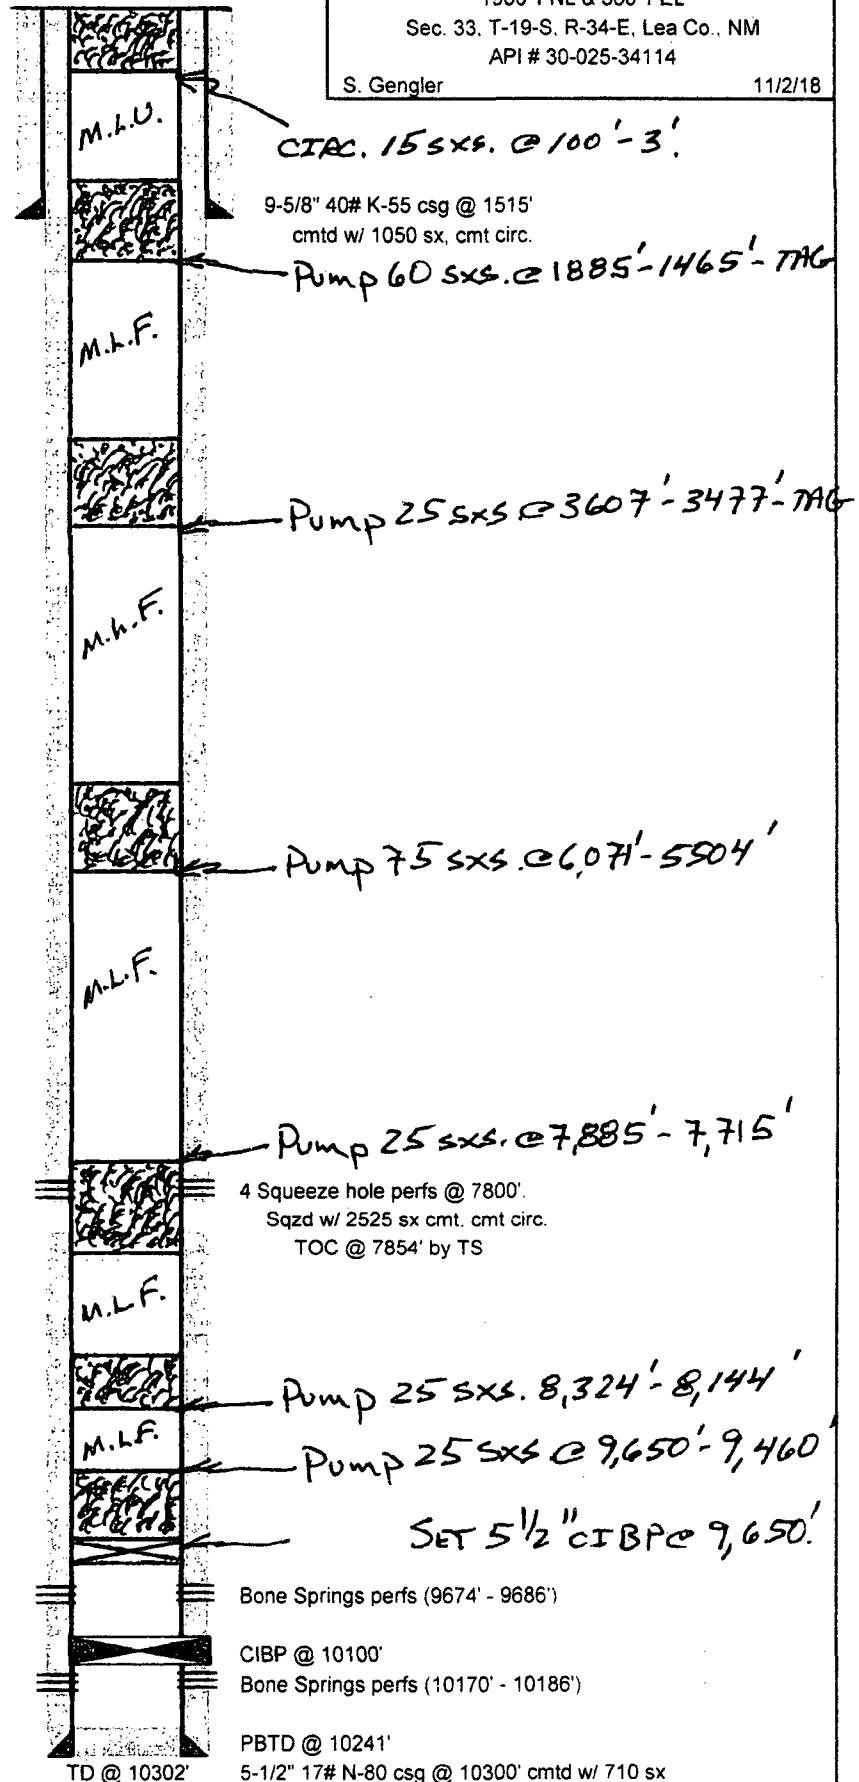 1980' FNL & 560' FEL
Sec. 33, T-19-S, R-34-E, Lea Co., NM
API # 30-025-34114
S. Gengler 11/2/18
CIRC. 15 sxs. @ 100'-3'.
M.L.U.
9-5/8" 40# K-55 csg @ 1515'
cmtd w/ 1050 sx, cmt circ.
Pump 60 sxs. @ 1885'-1465'-TAG
M.L.F.
Pump 25 sxs @ 3607'-3477'-TAG
M.L.F.
Pump 75 sxs. @ 6,071'-5504'
M.L.F.
Pump 25 sxs. @ 7,885'-7,715'
4 Squeeze hole perfs @ 7800'.
Sqzd w/ 2525 sx cmt. cmt circ.
TOC @ 7854' by TS
M.L.F.
Pump 25 sxs. 8,324'-8,144'
M.L.F.
Pump 25 sxs @ 9,650'-9,460'
SET 5 1/2" CIBP @ 9,650'.
Bone Springs perfs (9674' - 9686')
CIBP @ 10100'
Bone Springs perfs (10170' - 10186')
PBTD @ 10241'
TD @ 10302' 5-1/2" 17# N-80 csg @ 10300' cmtd w/ 710 sx